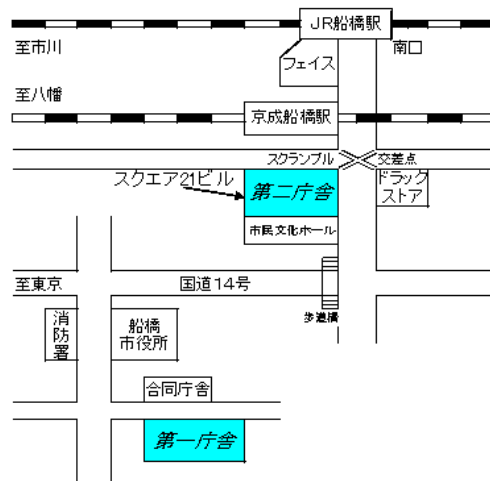 JR船橋駅
至市川
南口
フェイス
至八幡
京成船橋駅
スクランブル
交差点
スクエア21ビル
第二庁舎
ドラック
ストア
市民文化ホール
至東京
国道14号
歩道橋
消
防
署
船橋
市役所
合同庁舎
第一庁舎